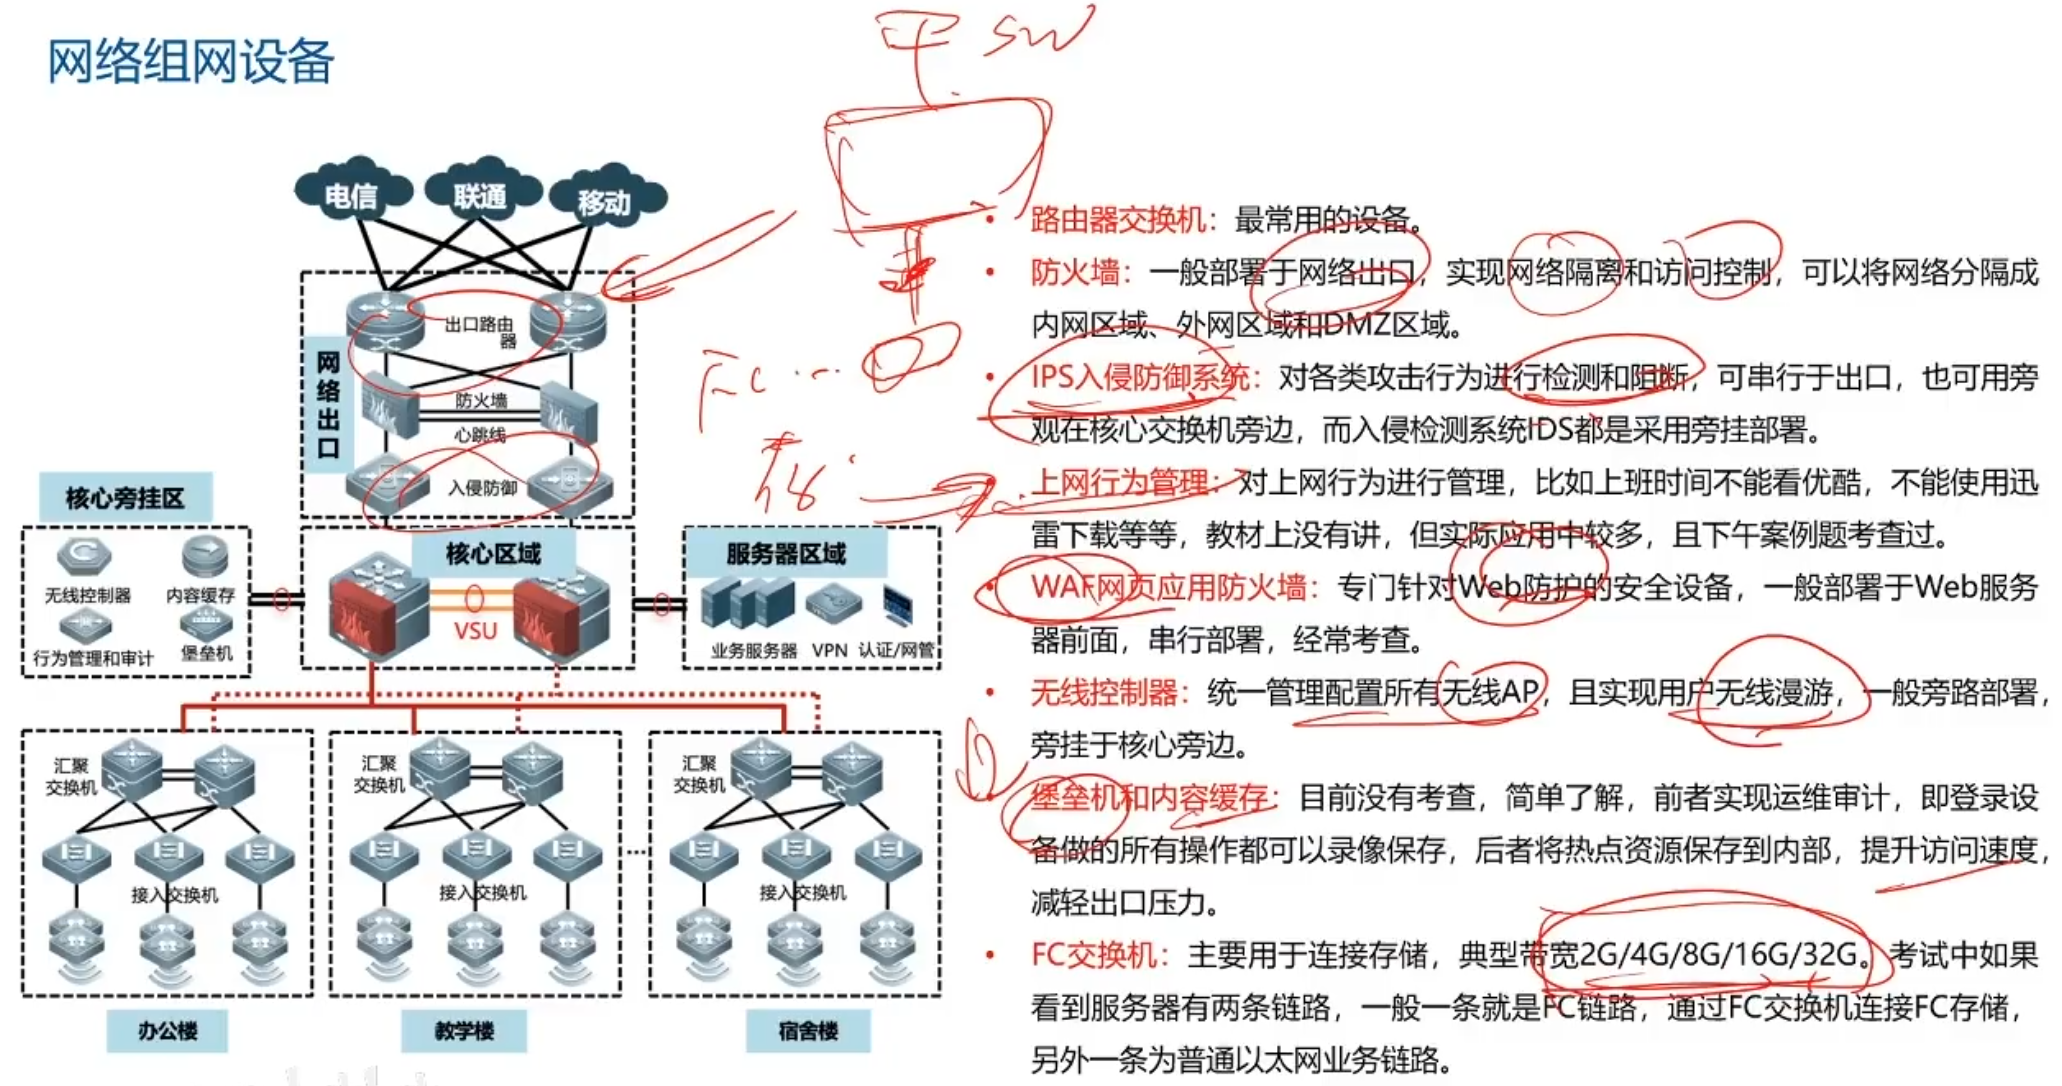 网络组网设备
SW
电信
联通
移动
出口路由
器
网络出口
防火墙
心跳线
入侵防御
核心旁挂区
无线控制器
内容缓存
行为管理和审计
堡垒机
核心区域
VSU
服务器区域
业务服务器
VPN
认证/网管
汇聚
交换机
接入交换机
汇聚
交换机
接入交换机
...
汇聚
交换机
接入交换机
办公楼
教学楼
宿舍楼
FC
• 路由器交换机：最常用的设备。
• 防火墙：一般部署于网络出口，实现网络隔离和访问控制，可以将网络分隔成
内网区域、外网区域和DMZ区域。
• IPS入侵防御系统：对各类攻击行为进行检测和阻断，可串行于出口，也可用旁
观在核心交换机旁边，而入侵检测系统IDS都是采用旁挂部署。
• 上网行为管理：对上网行为进行管理，比如上班时间不能看优酷，不能使用迅
雷下载等等，教材上没有讲，但实际应用中较多，且下午案例题考查过。
• WAF网页应用防火墙：专门针对Web防护的安全设备，一般部署于Web服务
器前面，串行部署，经常考查。
• 无线控制器：统一管理配置所有无线AP，且实现用户无线漫游，一般旁路部署，
旁挂于核心旁边。
• 堡垒机和内容缓存：目前没有考查，简单了解，前者实现运维审计，即登录设
备做的所有操作都可以录像保存，后者将热点资源保存到内部，提升访问速度，
减轻出口压力。
• FC交换机：主要用于连接存储，典型带宽2G/4G/8G/16G/32G。考试中如果
看到服务器有两条链路，一般一条就是FC链路，通过FC交换机连接FC存储，
另外一条为普通以太网业务链路。